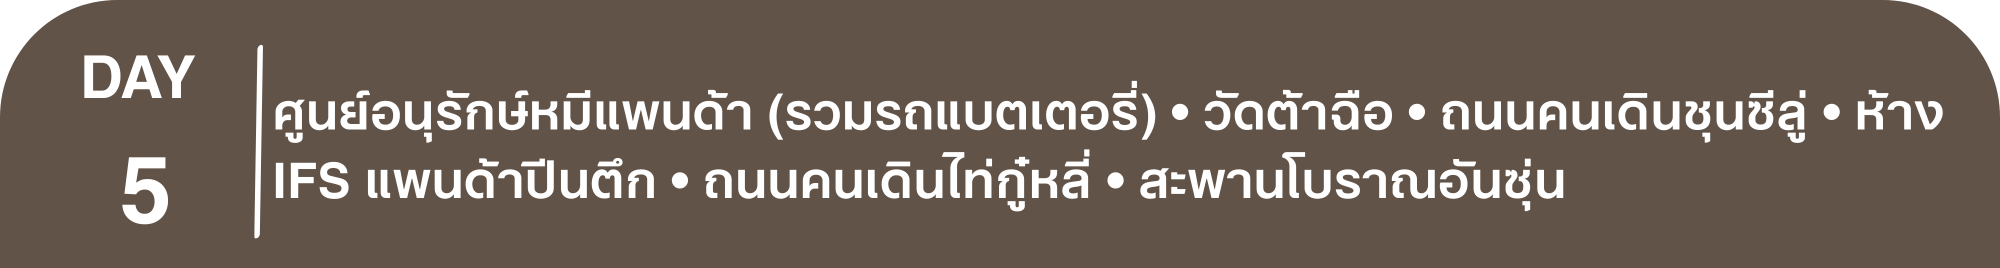 DAY
5
ศูนย์อนุรักษ์หมีแพนด้า (รวมรถแบตเตอรี่) • วัดต้าฉือ • ถนนคนเดินชุนซีลู่ • ห้าง
IFS แพนด้าปีนตึก • ถนนคนเดินไท่กู๋หลี่ • สะพานโบราณอันซุ่น